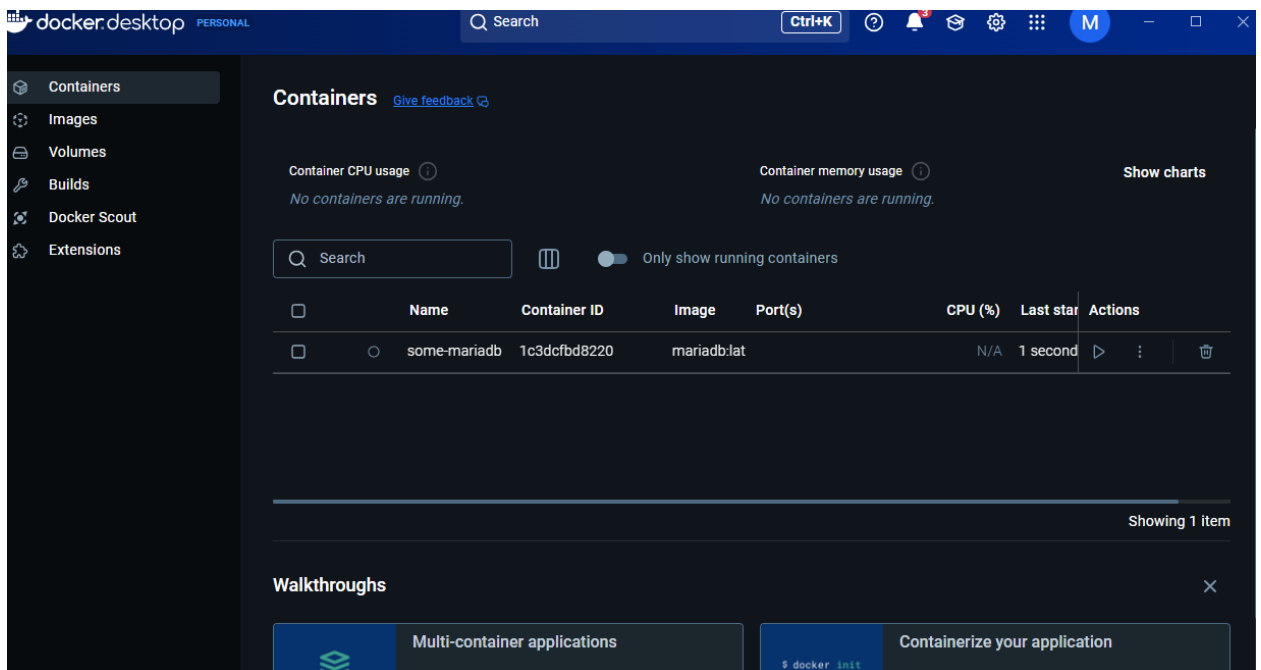 docker.desktop PERSONAL Search Ctrl+K 3 M
Containers
Images
Volumes
Builds
Docker Scout
Extensions
Containers Give feedback
Container CPU usage Container memory usage Show charts
No containers are running. No containers are running.
Search Only show running containers
Name Container ID Image Port(s) CPU (%) Last star Actions
some-mariadb 1c3dcfbd8220 mariadb:lat N/A 1 second
Showing 1 item
Walkthroughs
Multi-container applications Containerize your application
$ docker init